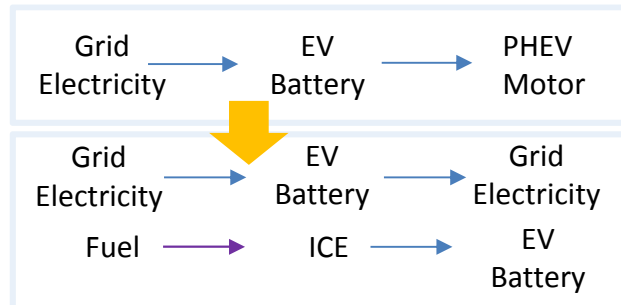 Grid EV PHEV
Electricity Battery Motor
Grid EV Grid
Electricity Battery Electricity
Fuel ICE EV
Battery